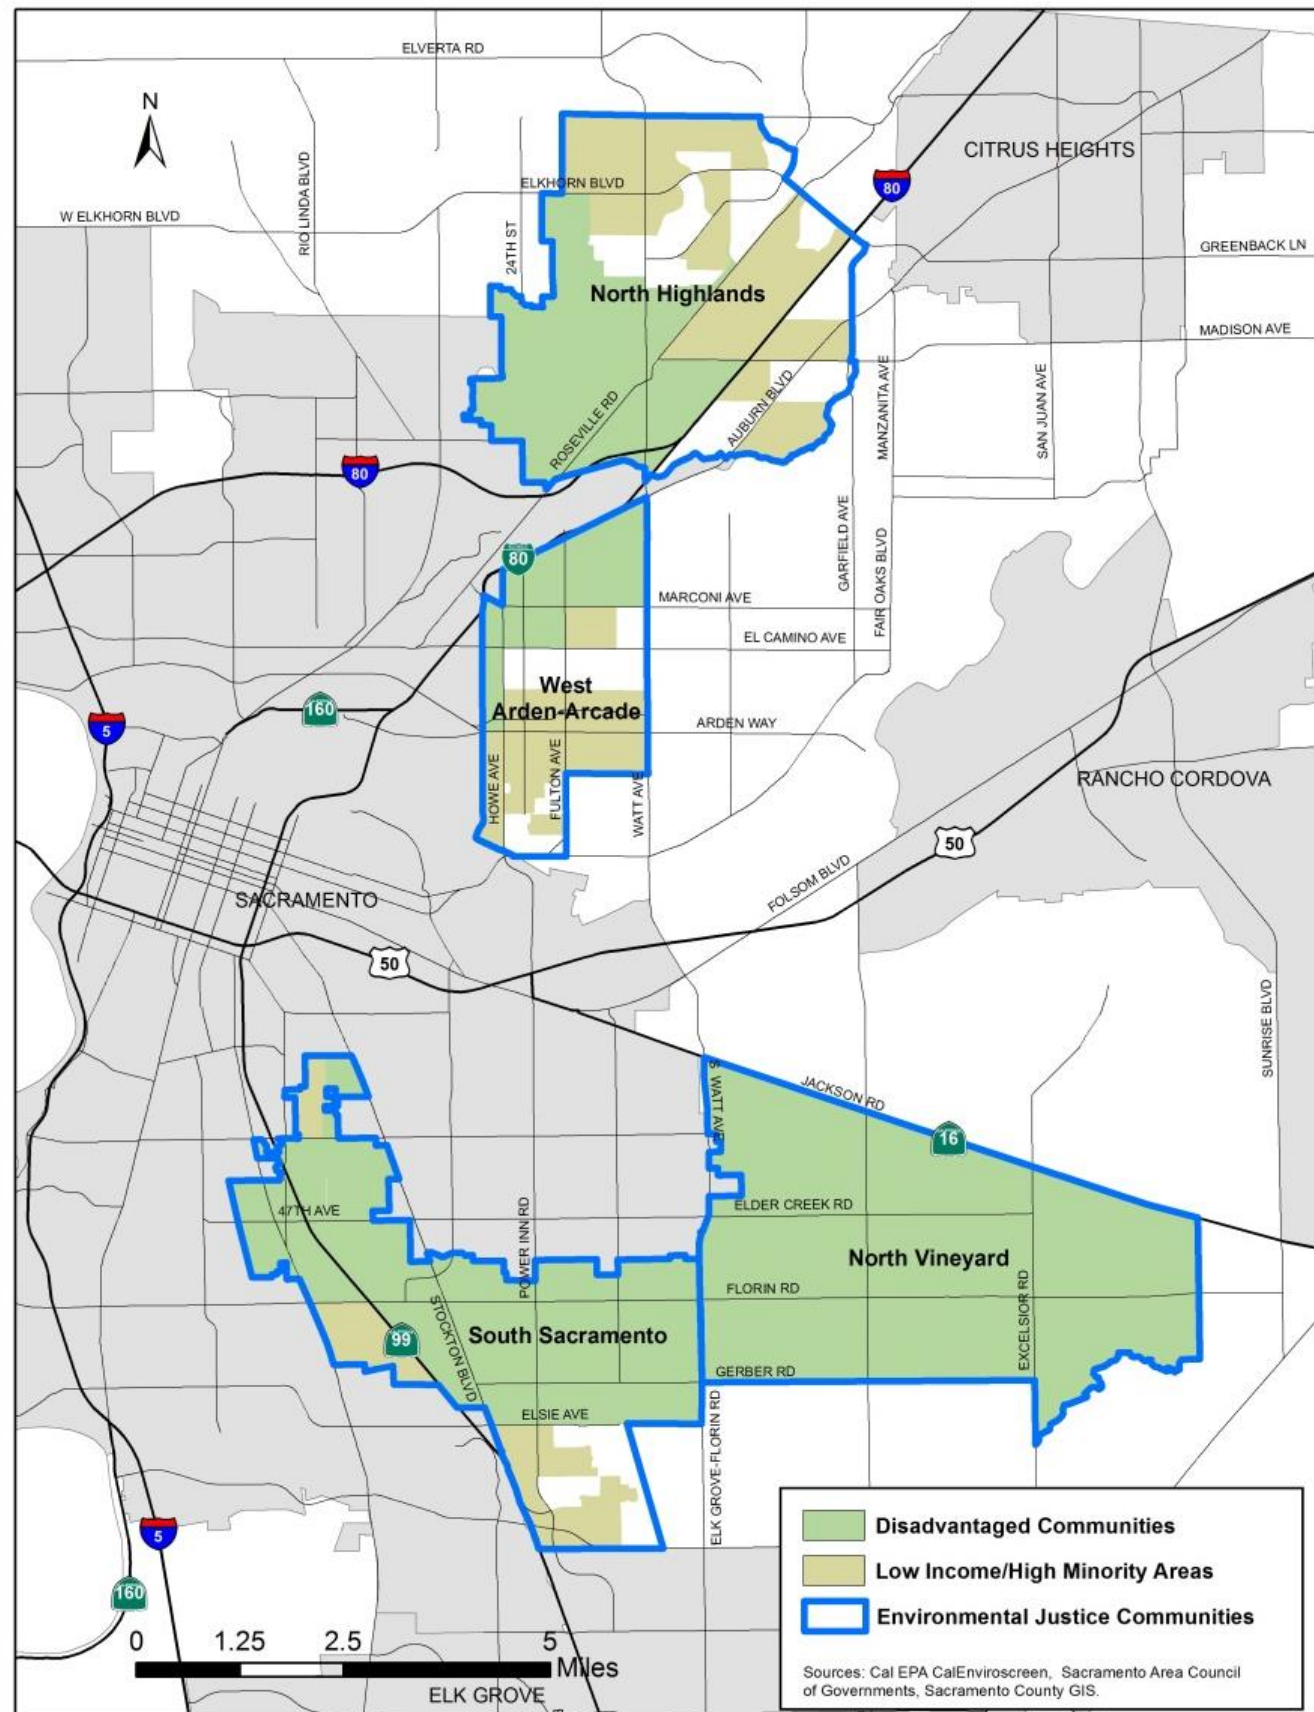 ELVERTA RD
N
CITRUS HEIGHTS
RIO LINDA BLVD
80
ELKHORN BLVD
W ELKHORN BLVD
24TH ST
GREENBACK LN
North Highlands
MADISON AVE
MANZANITA AVE
SAN JUAN AVE
ROSEVILLE RD
AUBURN BLVD
80
GARFIELD AVE
FAIR OAKS BLVD
80
MARCONI AVE
EL CAMINO AVE
West
Arden-Arcade
160
5
ARDEN WAY
HOWE AVE
FULTON AVE
WATT AVE
RANCHO CORDOVA
50
FOLSOM BLVD
SACRAMENTO
50
SUNRISE BLVD
S WATT AVE
JACKSON RD
16
47TH AVE
POWER INN RD
ELDER CREEK RD
North Vineyard
FLORIN RD
EXCELSIOR RD
STOCKTON BLVD
99
South Sacramento
GERBER RD
ELSIE AVE
ELK GROVE-FLORIN RD
5
160
0 1.25 2.5 5
Miles
ELK GROVE
Disadvantaged Communities
Low Income/High Minority Areas
Environmental Justice Communities
Sources: Cal EPA CalEnviroscreen, Sacramento Area Council
of Governments, Sacramento County GIS.